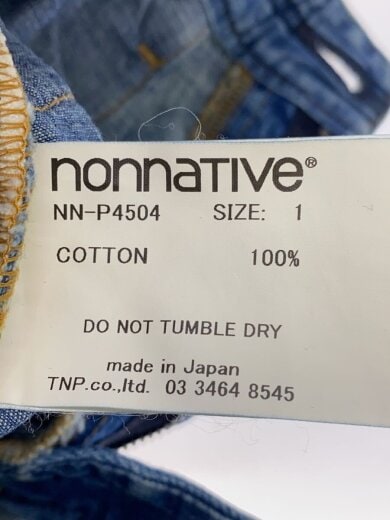 nonnative®
NN-P4504 SIZE: 1
COTTON 100%
DO NOT TUMBLE DRY
made in Japan
TNP.co.,ltd. 03 3464 8545